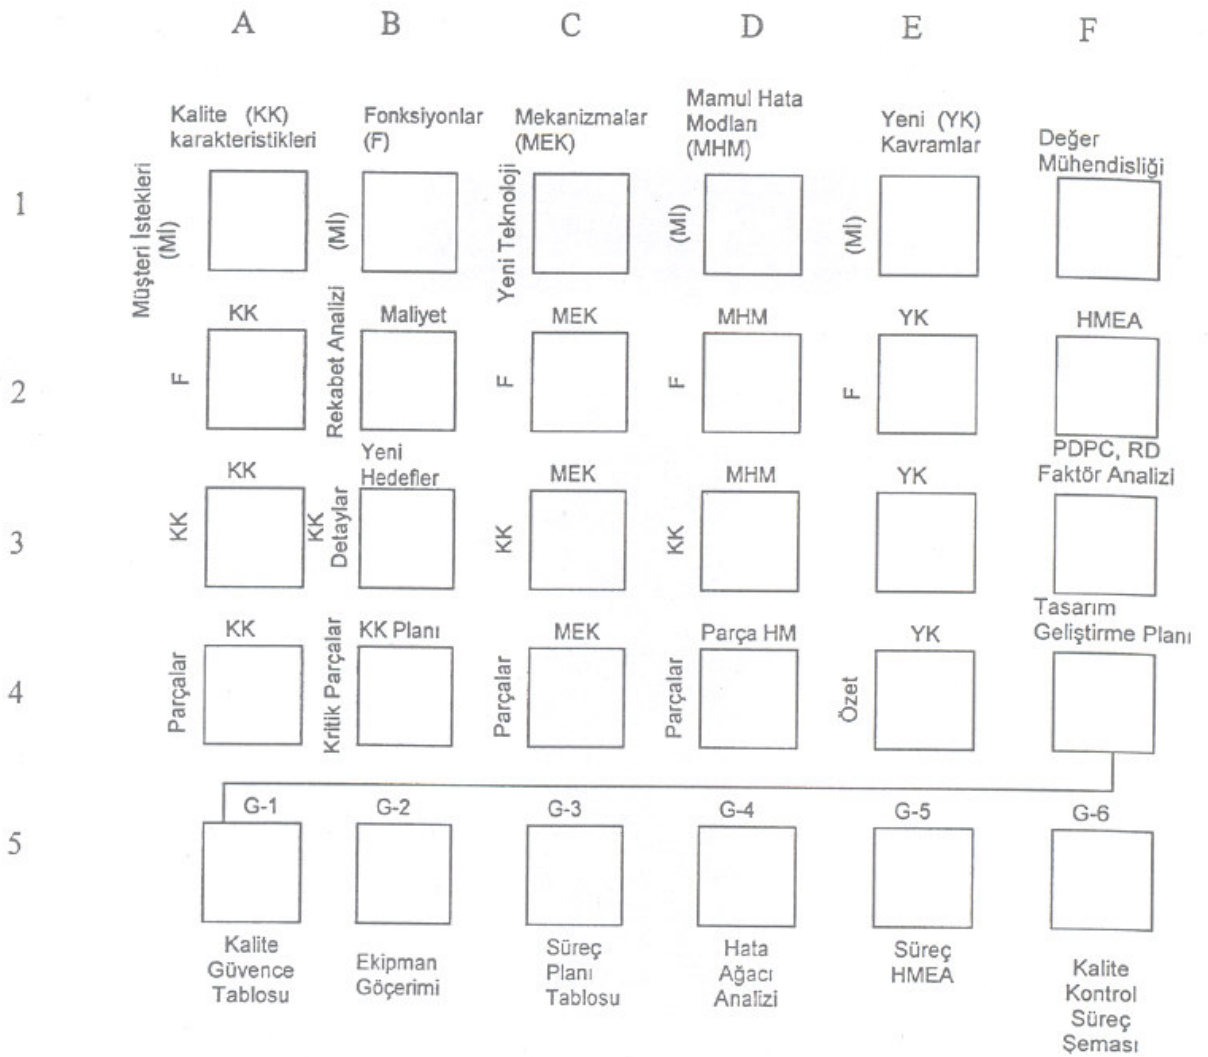 A
B
C
D
E
F
Kalite (KK)
karakteristikleri
Fonksiyonlar
(F)
Mekanizmalar
(MEK)
Mamul Hata
Modları
(MHM)
Yeni (YK)
Kavramlar
Değer
Mühendisliği
1
Müşteri İstekleri
(Mİ)
(Mİ)
Yeni Teknoloji
(Mİ)
(Mİ)
KK
Maliyet
MEK
MHM
YK
HMEA
2
F
Rekabet Analizi
F
F
F
KK
Yeni
Hedefler
MEK
MHM
YK
PDPC, RD
Faktör Analizi
3
KK
KK
Detaylar
KK
KK
KK
KK Planı
MEK
Parça HM
YK
Tasarım
Geliştirme Planı
4
Parçalar
Kritik Parçalar
Parçalar
Parçalar
Özet
G-1
G-2
G-3
G-4
G-5
G-6
5
Kalite
Güvence
Tablosu
Ekipman
Göçerimi
Süreç
Planı
Tablosu
Hata
Ağacı
Analizi
Süreç
HMEA
Kalite
Kontrol
Süreç
Şeması